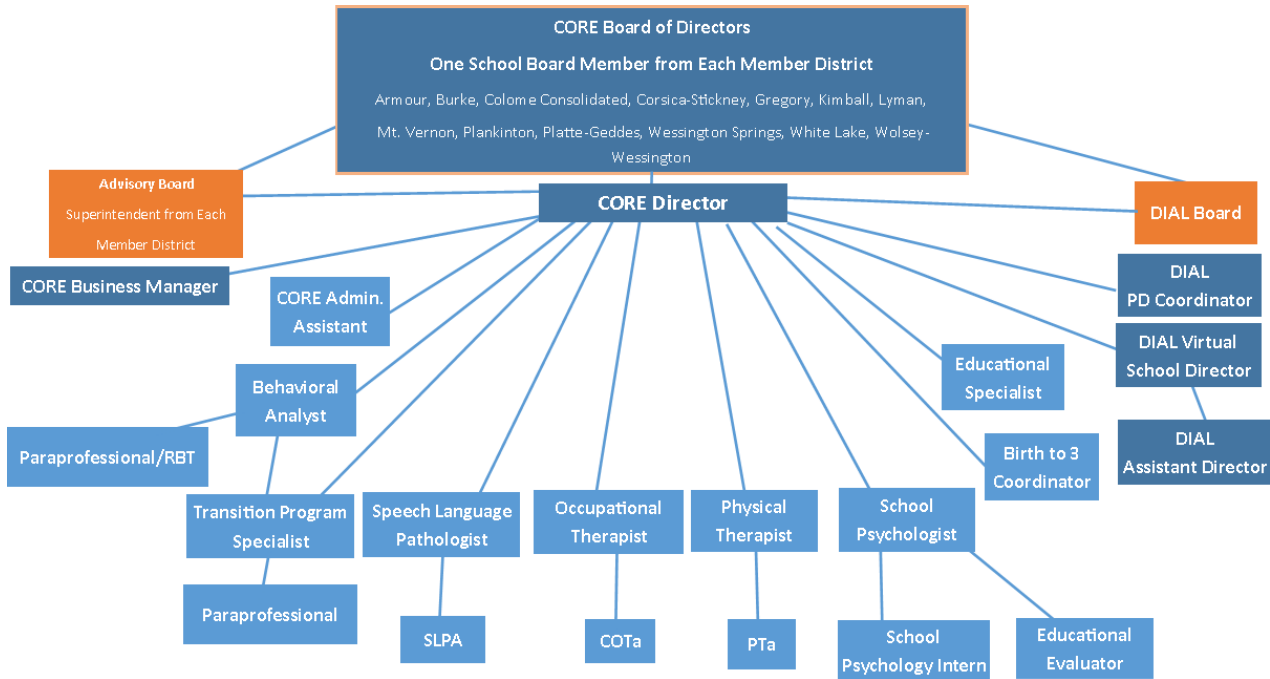 CORE Board of Directors
One School Board Member from Each Member District
Armour, Burke, Colome Consolidated, Corsica-Stickney, Gregory, Kimball, Lyman,
Mt. Vernon, Plankinton, Platte-Geddes, Wessington Springs, White Lake, Wolsey-
Wessington
Advisory Board
Superintendent from Each
Member District
CORE Director
DIAL Board
CORE Business Manager
CORE Admin.
Assistant
DIAL
PD Coordinator
DIAL Virtual
School Director
Educational
Specialist
Behavioral
Analyst
Paraprofessional/RBT
Birth to 3
Coordinator
DIAL
Assistant Director
Transition Program
Specialist
Speech Language
Pathologist
Occupational
Therapist
Physical
Therapist
School
Psychologist
Paraprofessional
SLPA
COTa
PTa
School
Psychology Intern
Educational
Evaluator